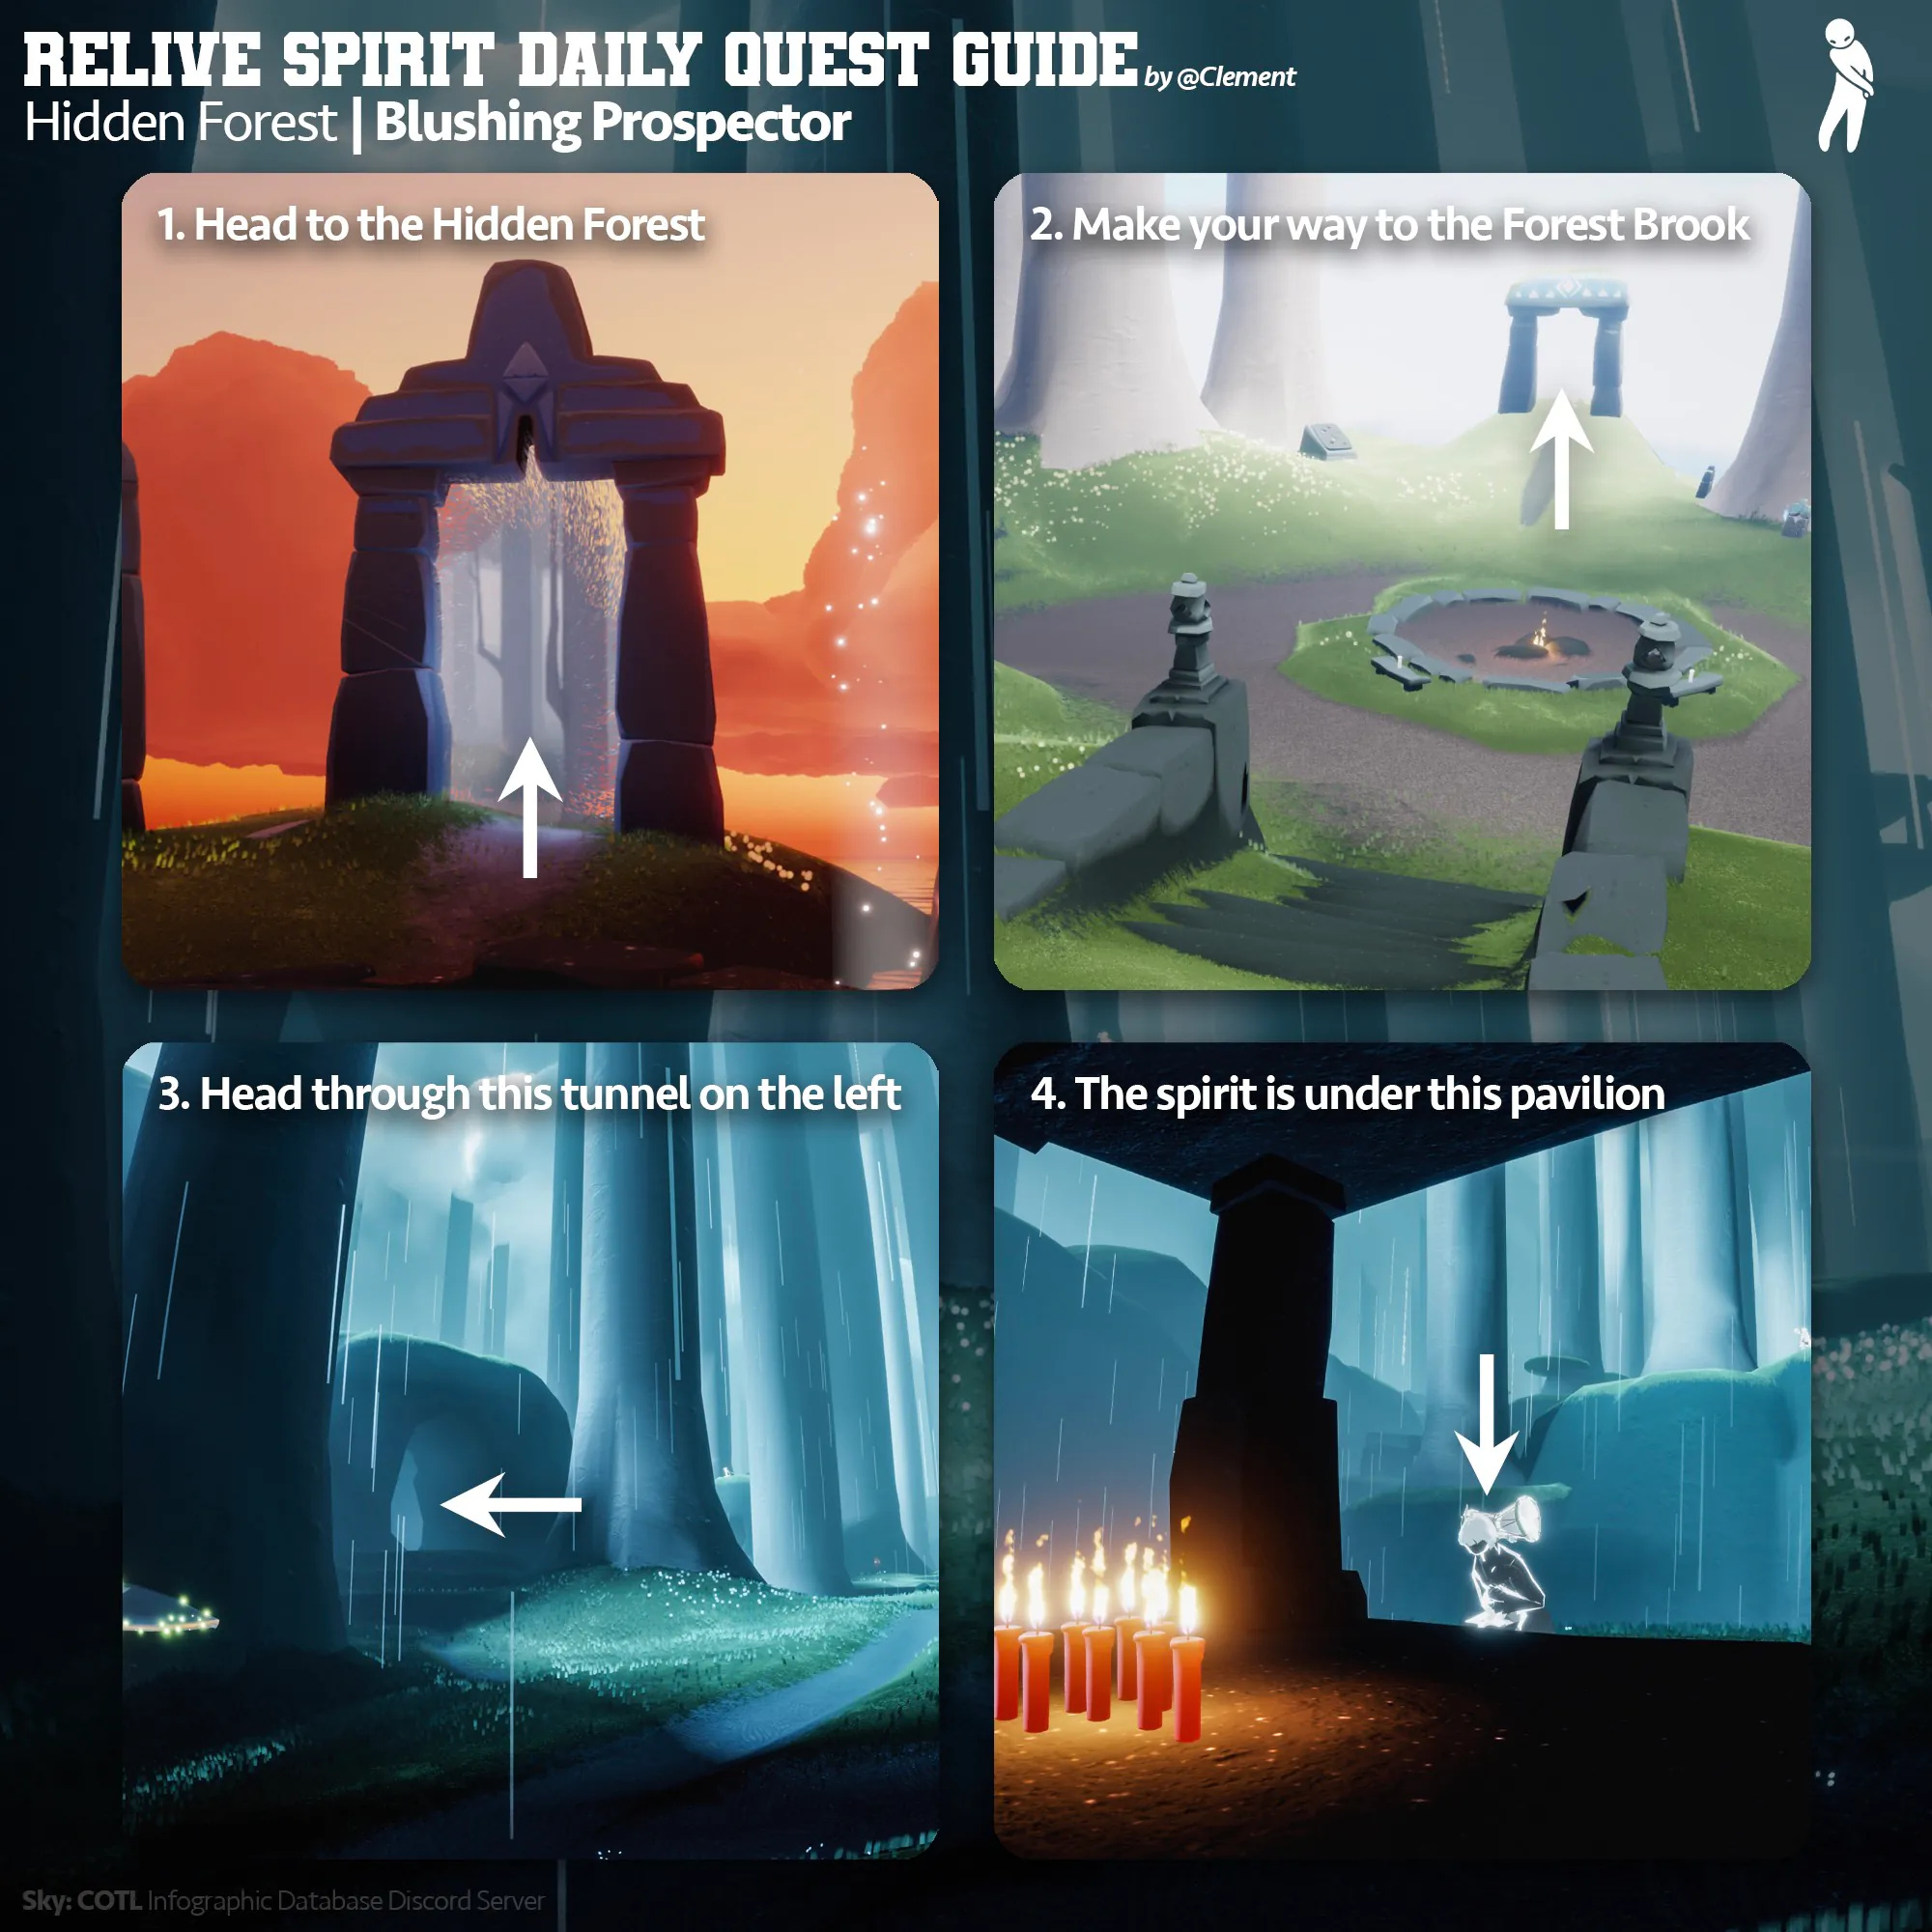 RELIVE SPIRIT DAILY QUEST GUIDE by @Clement
Hidden Forest | Blushing Prospector
1. Head to the Hidden Forest
2. Make your way to the Forest Brook
3. Head through this tunnel on the left
4. The spirit is under this pavilion
Sky: COTL Infographic Database Discord Server